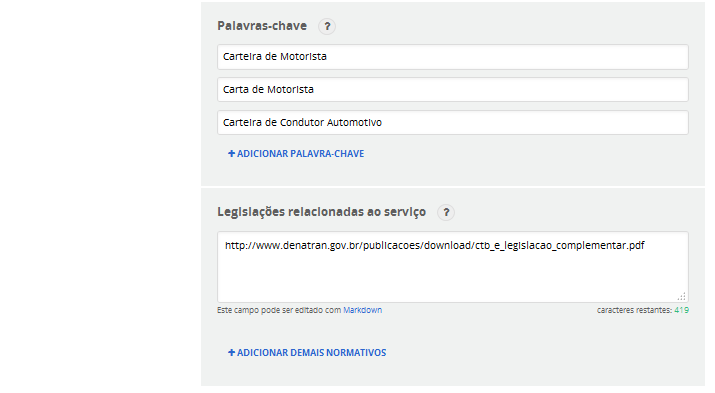 Palavras-chave ?
Carteira de Motorista
Carta de Motorista
Carteira de Condutor Automotivo
+ ADICIONAR PALAVRA-CHAVE
Legislações relacionadas ao serviço ?
http://www.denatran.gov.br/publicacoes/download/ctb_e_legislacao_complementar.pdf
Este campo pode ser editado com Markdown caracteres restantes: 419
+ ADICIONAR DEMAIS NORMATIVOS